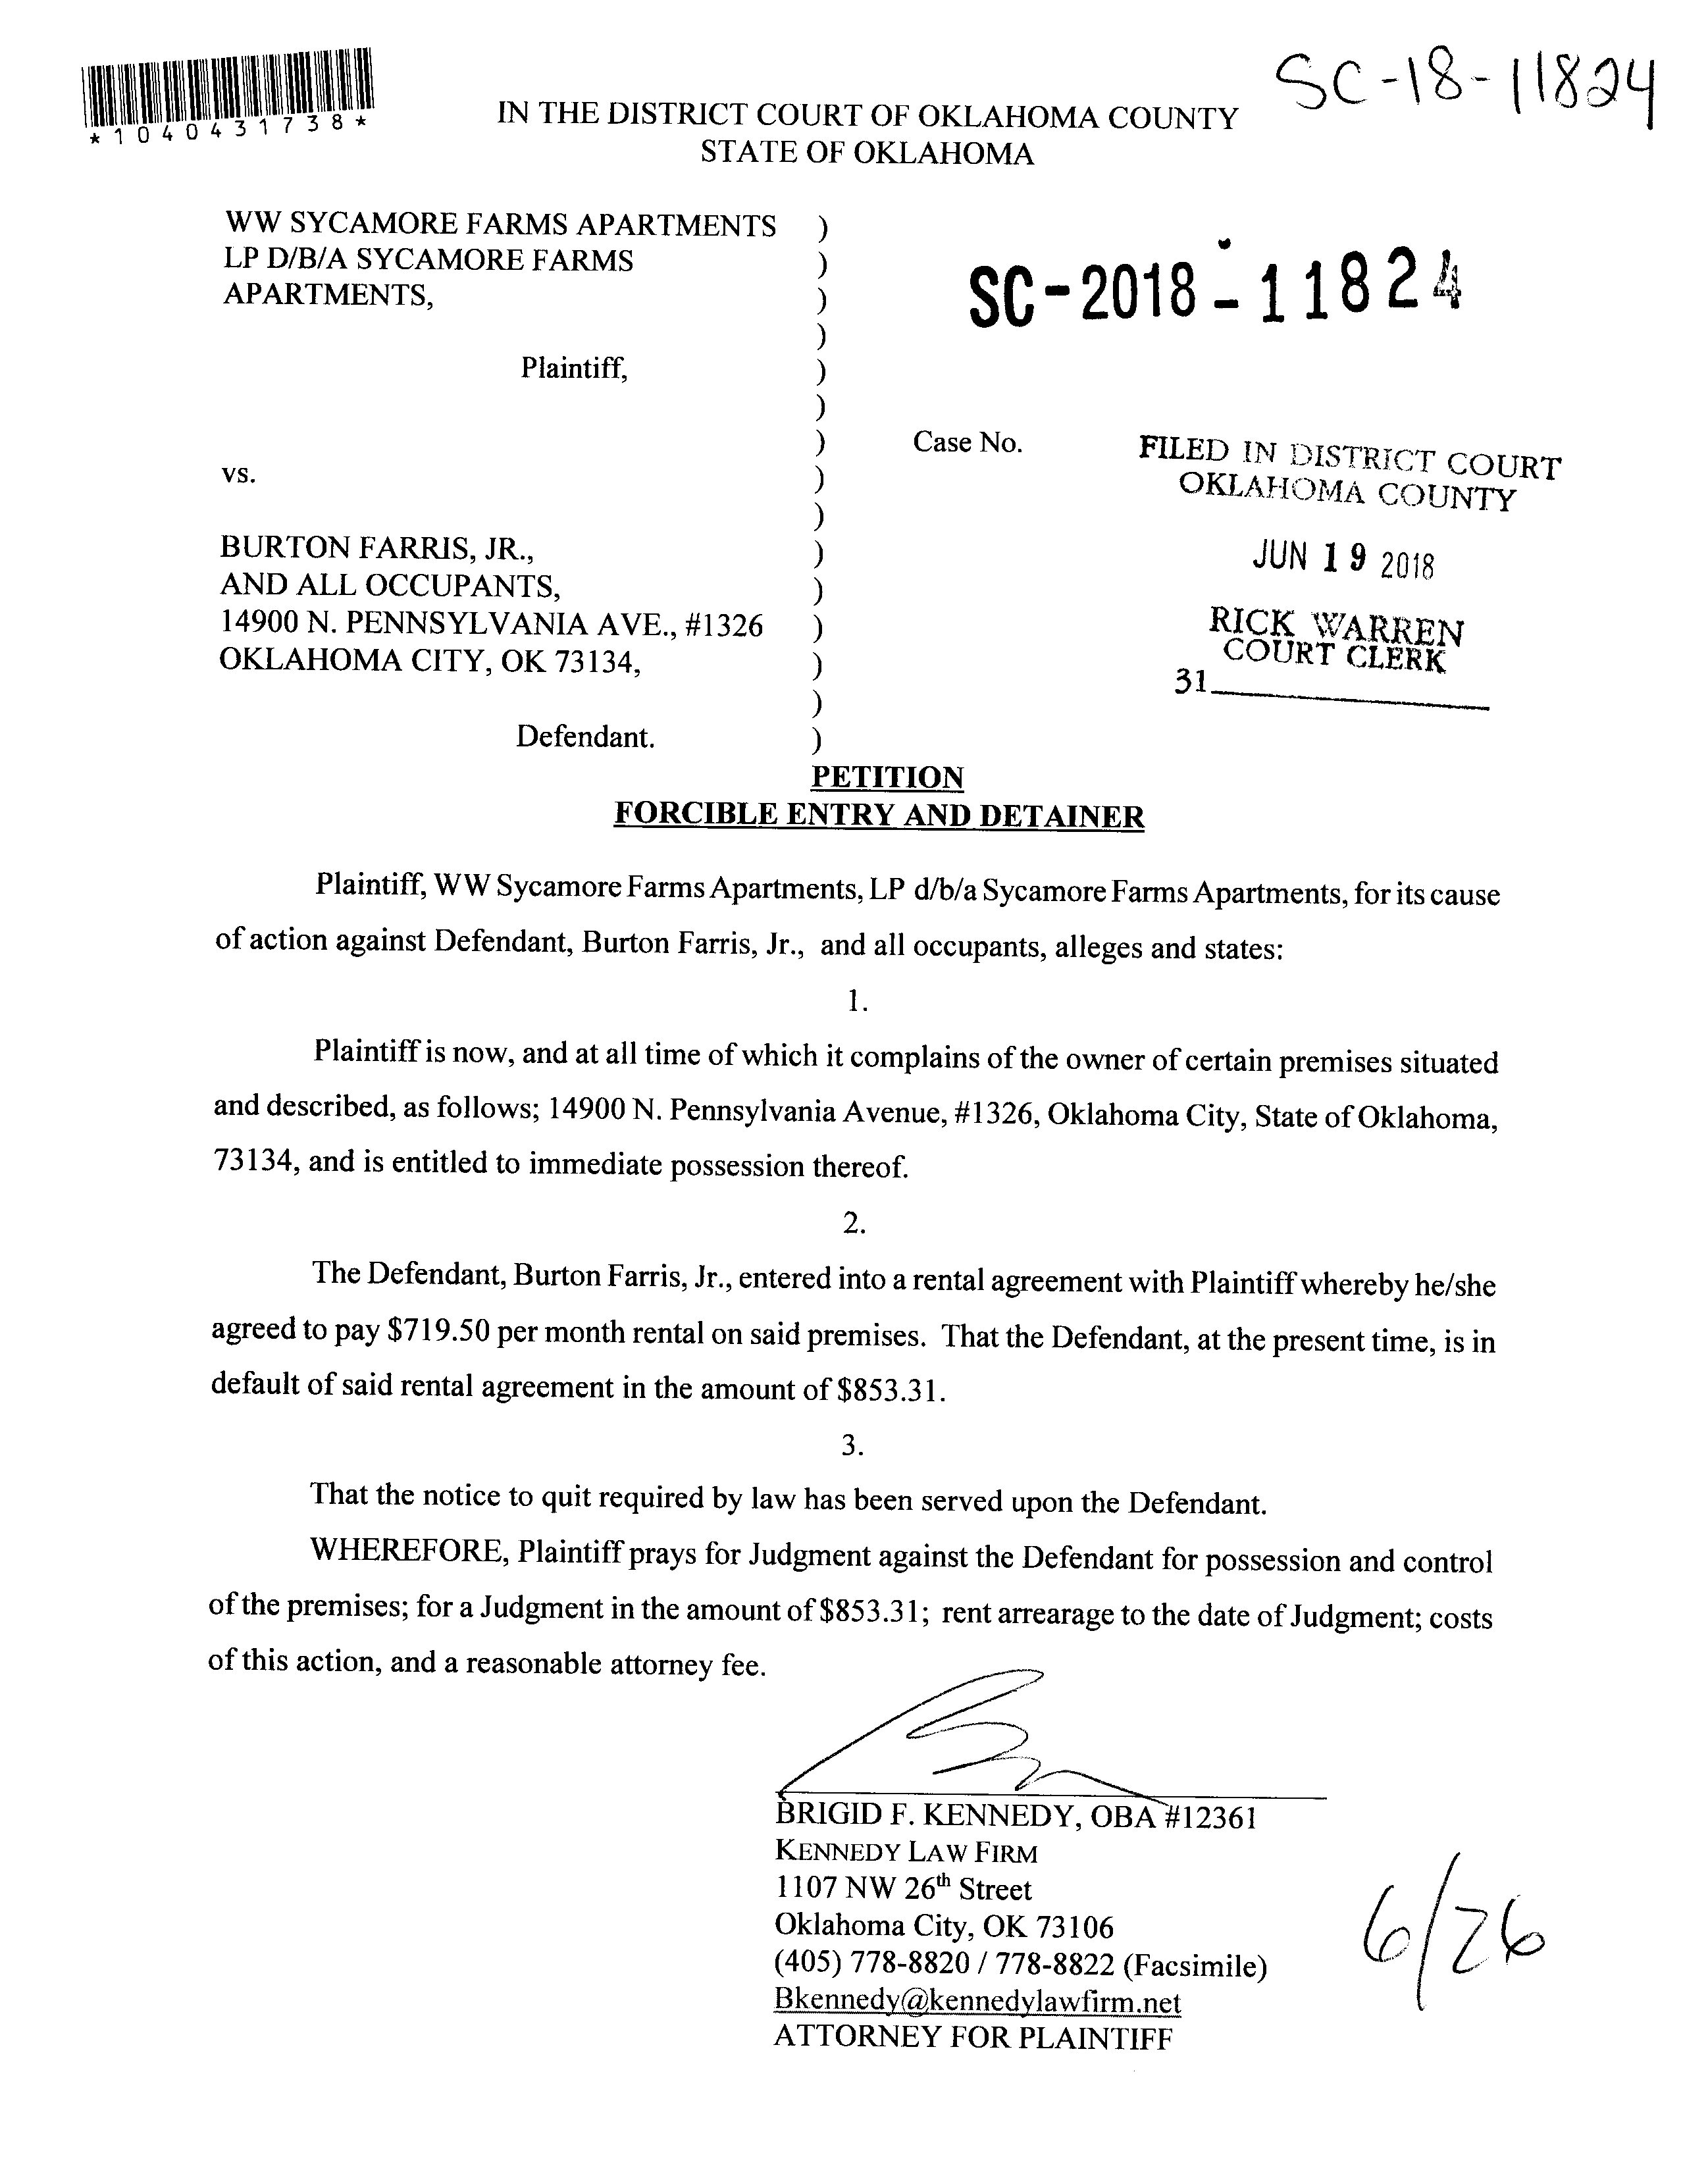 SC-18-11824
*1040431738*
IN THE DISTRICT COURT OF OKLAHOMA COUNTY
STATE OF OKLAHOMA
WW SYCAMORE FARMS APARTMENTS )
LP D/B/A SYCAMORE FARMS )
APARTMENTS, )
)
Plaintiff, )
)
)
vs. )
)
BURTON FARRIS, JR., )
AND ALL OCCUPANTS, )
14900 N. PENNSYLVANIA AVE., #1326 )
OKLAHOMA CITY, OK 73134, )
)
Defendant. )
SC-2018-11824
Case No.
FILED IN DISTRICT COURT
OKLAHOMA COUNTY
JUN 19 2018
RICK WARREN
COURT CLERK
31
PETITION
FORCIBLE ENTRY AND DETAINER
Plaintiff, WW Sycamore Farms Apartments, LP d/b/a Sycamore Farms Apartments, for its cause
of action against Defendant, Burton Farris, Jr., and all occupants, alleges and states:
1.
Plaintiff is now, and at all time of which it complains of the owner of certain premises situated
and described, as follows; 14900 N. Pennsylvania Avenue, #1326, Oklahoma City, State of Oklahoma,
73134, and is entitled to immediate possession thereof.
2.
The Defendant, Burton Farris, Jr., entered into a rental agreement with Plaintiff whereby he/she
agreed to pay $719.50 per month rental on said premises. That the Defendant, at the present time, is in
default of said rental agreement in the amount of $853.31.
3.
That the notice to quit required by law has been served upon the Defendant.
WHEREFORE, Plaintiff prays for Judgment against the Defendant for possession and control
of the premises; for a Judgment in the amount of $853.31; rent arrearage to the date of Judgment; costs
of this action, and a reasonable attorney fee.
BRIGID F. KENNEDY, OBA #12361
KENNEDY LAW FIRM
1107 NW 26th Street
Oklahoma City, OK 73106
(405) 778-8820 / 778-8822 (Facsimile)
Bkennedy@kennedylawfirm.net
ATTORNEY FOR PLAINTIFF
6/26